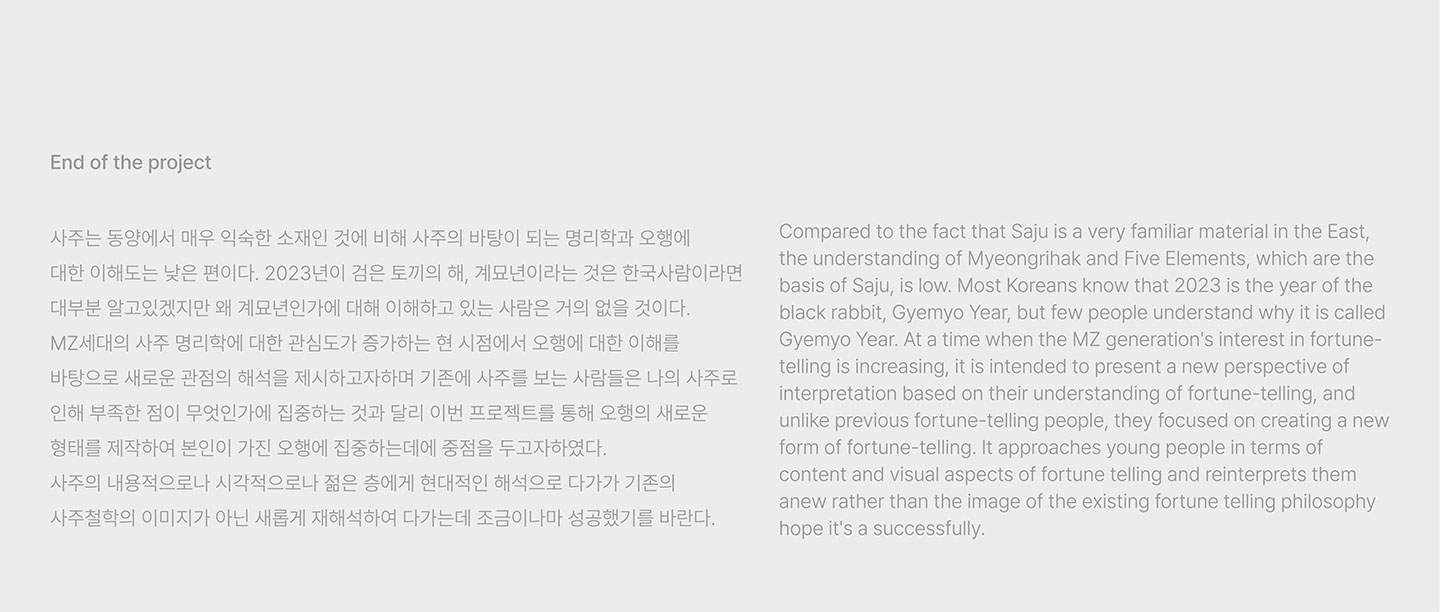 End of the project
사주는 동양에서 매우 익숙한 소재인 것에 비해 사주의 바탕이 되는 명리학과 오행에
대한 이해도는 낮은 편이다. 2023년이 검은 토끼의 해, 계묘년이라는 것은 한국사람이라면
대부분 알고있겠지만 왜 계묘년인가에 대해 이해하고 있는 사람은 거의 없을 것이다.
MZ세대의 사주 명리학에 대한 관심도가 증가하는 현 시점에서 오행에 대한 이해를
바탕으로 새로운 관점의 해석을 제시하고자하며 기존에 사주를 보는 사람들은 나의 사주로
인해 부족한 점이 무엇인가에 집중하는 것과 달리 이번 프로젝트를 통해 오행의 새로운
형태를 제작하여 본인이 가진 오행에 집중하는데에 중점을 두고자하였다.
사주의 내용적으로나 시각적으로나 젊은 층에게 현대적인 해석으로 다가가 기존의
사주철학의 이미지가 아닌 새롭게 재해석하여 다가는데 조금이나마 성공했기를 바란다.
Compared to the fact that Saju is a very familiar material in the East,
the understanding of Myeongrihak and Five Elements, which are the
basis of Saju, is low. Most Koreans know that 2023 is the year of the
black rabbit, Gyemyo Year, but few people understand why it is called
Gyemyo Year. At a time when the MZ generation's interest in fortune-
telling is increasing, it is intended to present a new perspective of
interpretation based on their understanding of fortune-telling, and
unlike previous fortune-telling people, they focused on creating a new
form of fortune-telling. It approaches young people in terms of
content and visual aspects of fortune telling and reinterprets them
anew rather than the image of the existing fortune telling philosophy
hope it's a successfully.